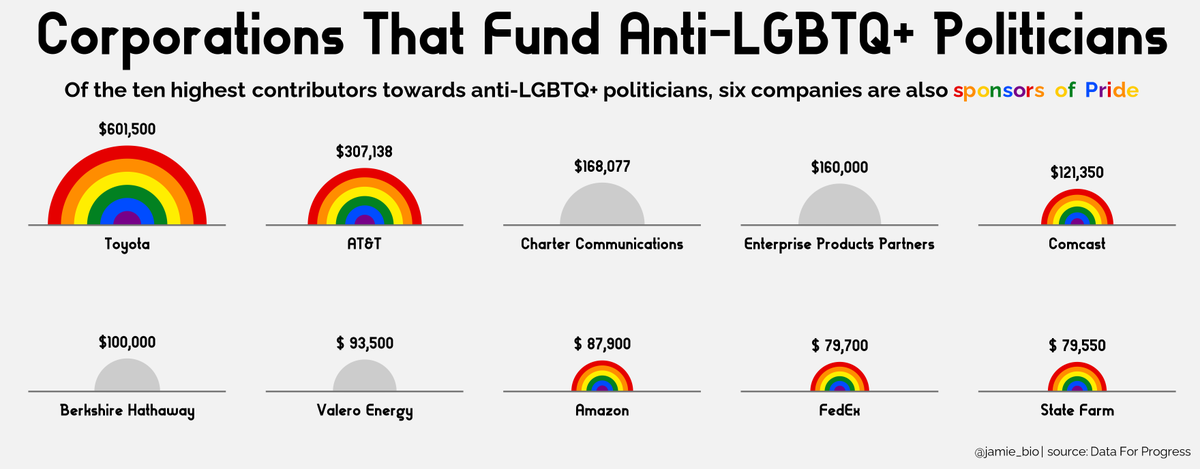 Corporations That Fund Anti-LGBTQ+ Politicians
Of the ten highest contributors towards anti-LGBTQ+ politicians, six companies are also sponsors of Pride
$601,500
$307,138
$168,077
$160,000
$121,350
Toyota
AT&T
Charter Communications
Enterprise Products Partners
Comcast
$100,000
$ 93,500
$ 87,900
$ 79,700
$ 79,550
Berkshire Hathaway
Valero Energy
Amazon
FedEx
State Farm
@jamie_bio| source: Data For Progress